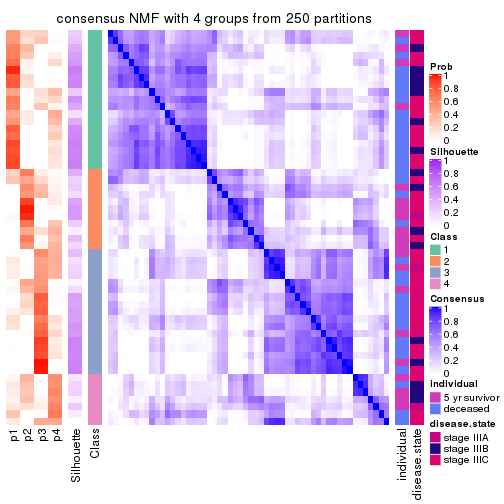 consensus NMF with 4 groups from 250 partitions
p1
p2
p3
p4
Silhouette
Class
individual
disease.state
Prob
1
0.8
0.6
0.4
0.2
0
Silhouette
1
0.8
0.6
0.4
0.2
0
Class
1
2
3
4
Consensus
1
0.8
0.6
0.4
0.2
0
individual
5 yr survivor
deceased
disease.state
stage IIIA
stage IIIB
stage IIIC